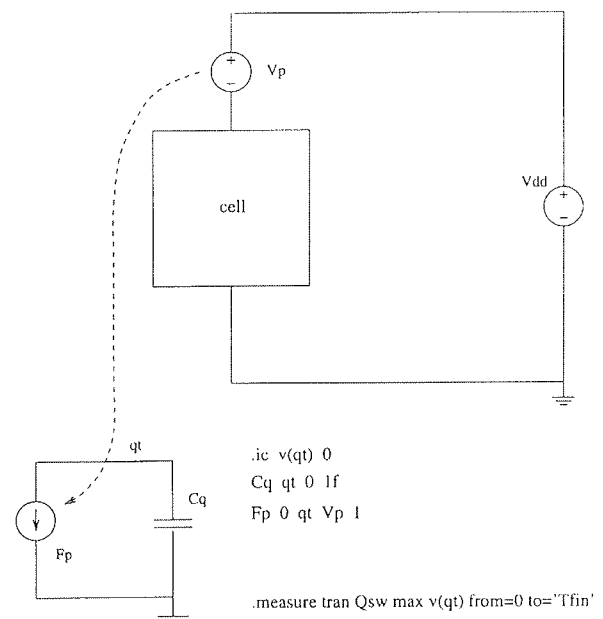 +
−
Vp
cell
Vdd
+
−
qt
Cq
Fp
.ic v(qt) 0
Cq qt 0 1f
Fp 0 qt Vp 1
.measure tran Qsw max v(qt) from=0 to='Tfin'